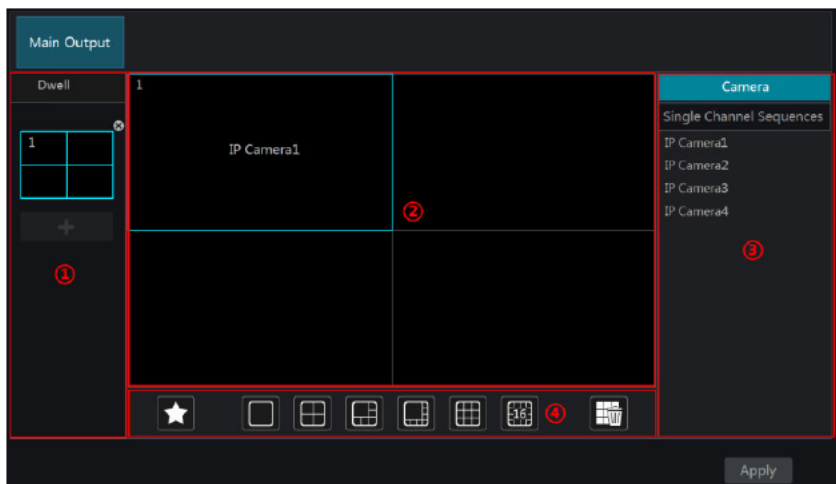 Main Output
Dwell
1
①
1
IP Camera1
②
Camera
Single Channel Sequences
IP Camera1
IP Camera2
IP Camera3
IP Camera4
③
16
④
Apply